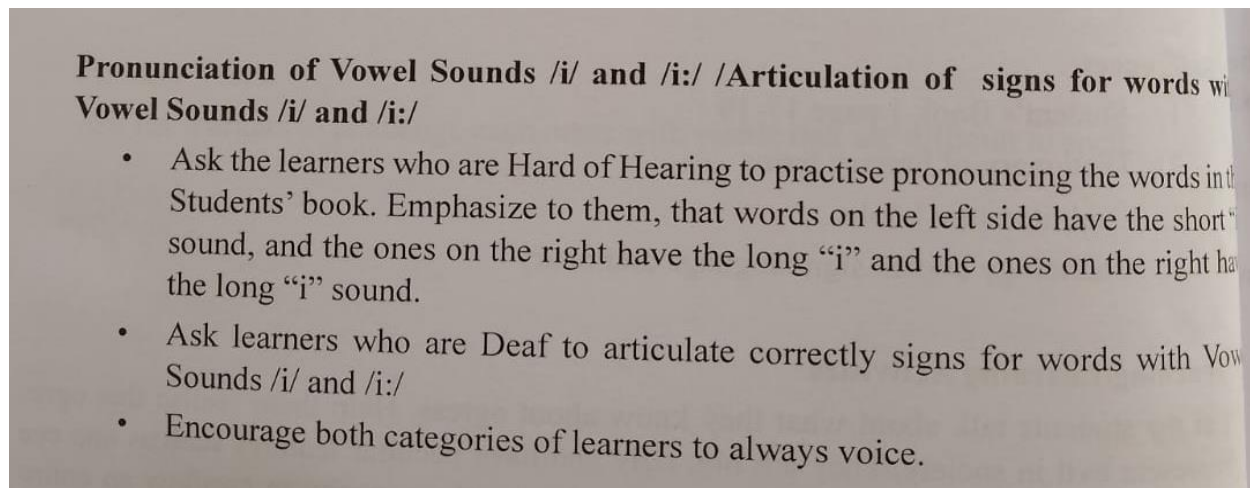 Pronunciation of Vowel Sounds /i/ and /i:/ /Articulation of signs for words
Vowel Sounds /i/ and /i:/
• Ask the learners who are Hard of Hearing to practise pronouncing the words in
Students’ book. Emphasize to them, that words on the left side have the short
sound, and the ones on the right have the long “i” and the ones on the right
the long “i” sound.
• Ask learners who are Deaf to articulate correctly signs for words with
Sounds /i/ and /i:/
• Encourage both categories of learners to always voice.